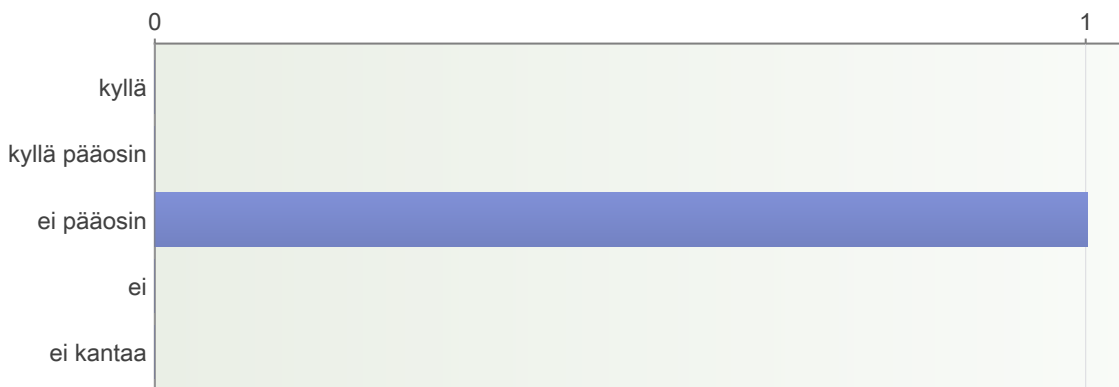 0 1
kyllä
kyllä pääosin
ei pääosin
ei
ei kantaa